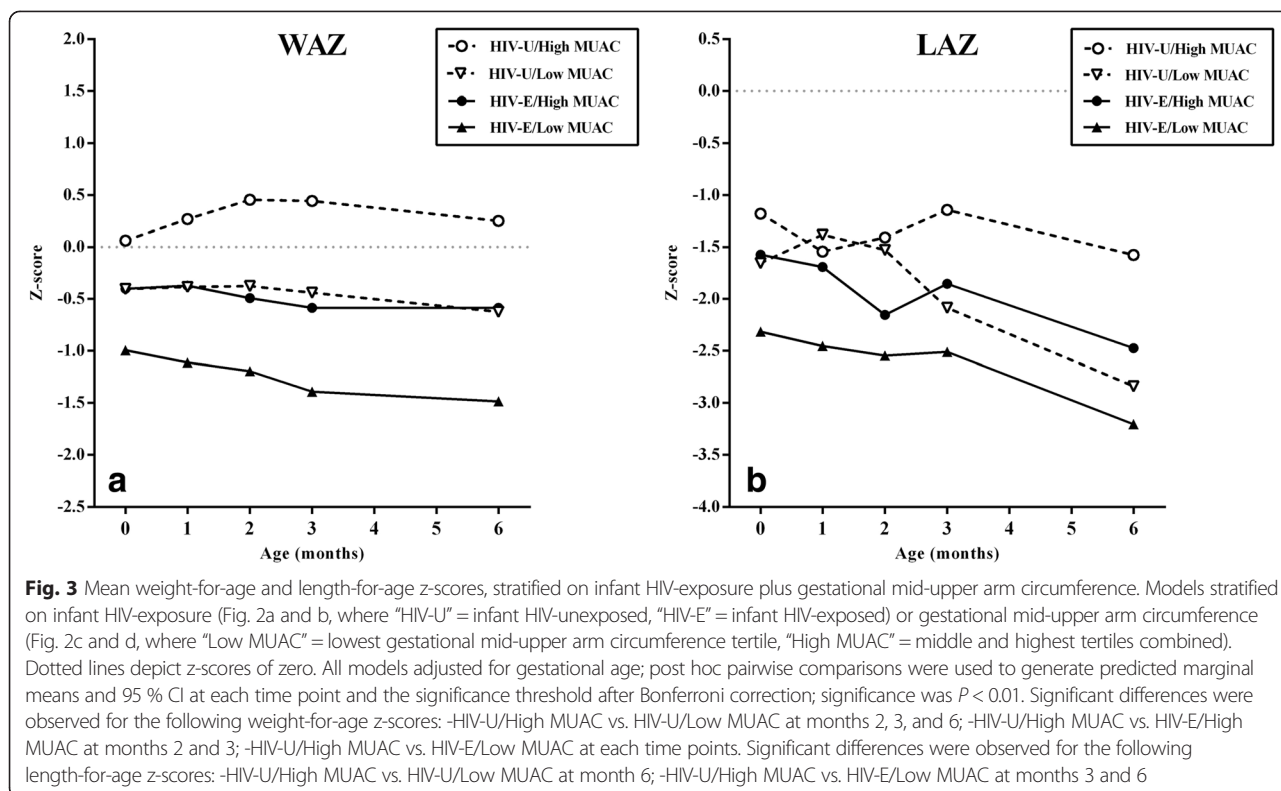 WAZ
HIV-U/High MUAC
HIV-U/Low MUAC
HIV-E/High MUAC
HIV-E/Low MUAC
2.0
1.5
1.0
0.5
0.0
-0.5
-1.0
-1.5
-2.0
-2.5
Z-score
a
0 1 2 3 4 5 6
Age (months)
LAZ
HIV-U/High MUAC
HIV-U/Low MUAC
HIV-E/High MUAC
HIV-E/Low MUAC
0.5
0.0
-0.5
-1.0
-1.5
-2.0
-2.5
-3.0
-3.5
-4.0
Z-score
b
0 1 2 3 4 5 6
Age (months)
Fig. 3 Mean weight-for-age and length-for-age z-scores, stratified on infant HIV-exposure plus gestational mid-upper arm circumference. Models stratified
on infant HIV-exposure (Fig. 2a and b, where “HIV-U” = infant HIV-unexposed, “HIV-E” = infant HIV-exposed) or gestational mid-upper arm circumference
(Fig. 2c and d, where “Low MUAC” = lowest gestational mid-upper arm circumference tertile, “High MUAC” = middle and highest tertiles combined).
Dotted lines depict z-scores of zero. All models adjusted for gestational age; post hoc pairwise comparisons were used to generate predicted marginal
means and 95 % CI at each time point and the significance threshold after Bonferroni correction; significance was P < 0.01. Significant differences were
observed for the following weight-for-age z-scores: -HIV-U/High MUAC vs. HIV-U/Low MUAC at months 2, 3, and 6; -HIV-U/High MUAC vs. HIV-E/High
MUAC at months 2 and 3; -HIV-U/High MUAC vs. HIV-E/Low MUAC at each time points. Significant differences were observed for the following
length-for-age z-scores: -HIV-U/High MUAC vs. HIV-U/Low MUAC at month 6; -HIV-U/High MUAC vs. HIV-E/Low MUAC at months 3 and 6